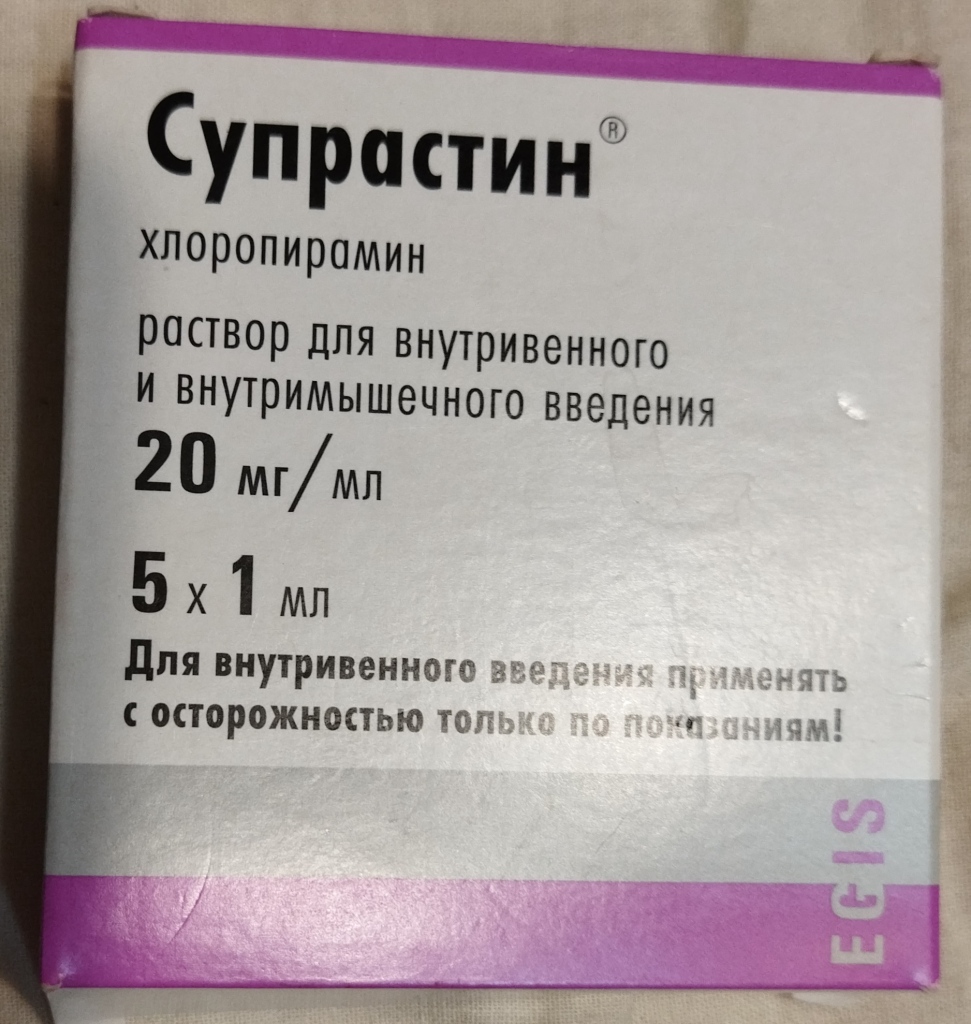 Супрастин®
хлоропирамин
раствор для внутривенного
и внутримышечного введения
20 мг/мл
5 х 1 мл
Для внутривенного введения применять
с осторожностью только по показаниям!
EGIS